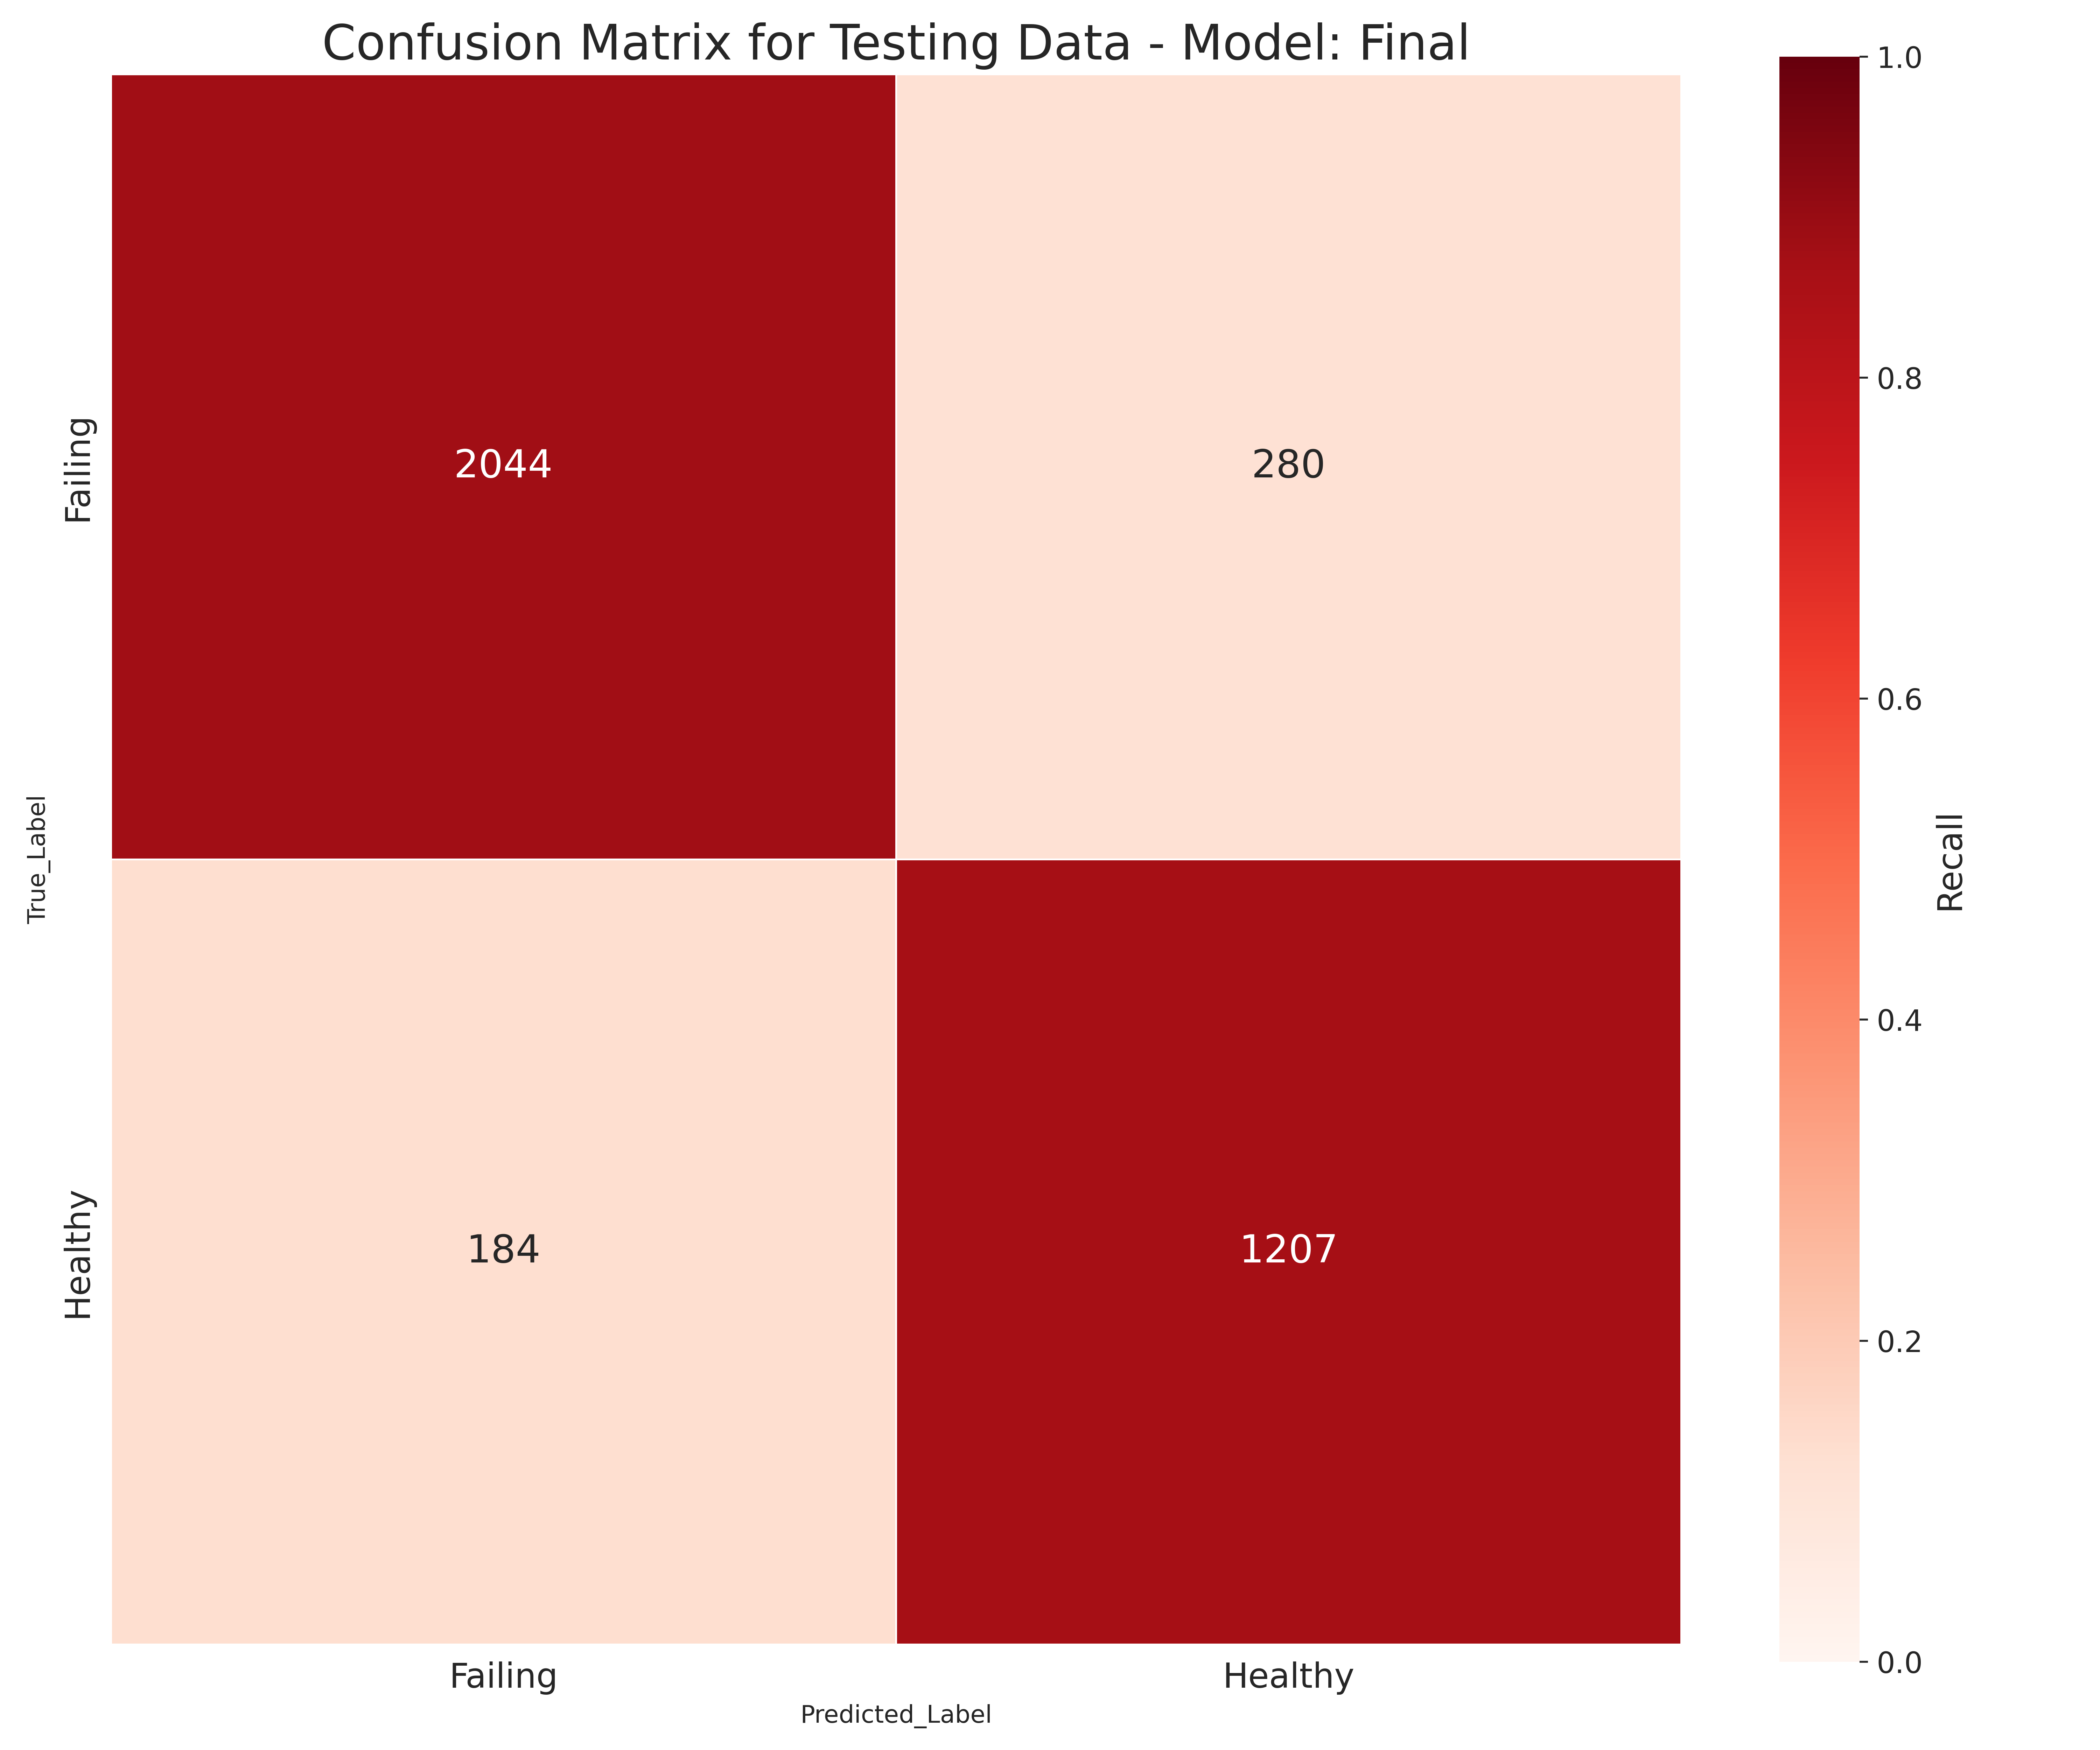 Confusion Matrix for Testing Data - Model: Final
True_Label
Failing
Healthy
2044
280
184
1207
Failing
Healthy
Predicted_Label
1.0
0.8
0.6
0.4
0.2
0.0
Recall